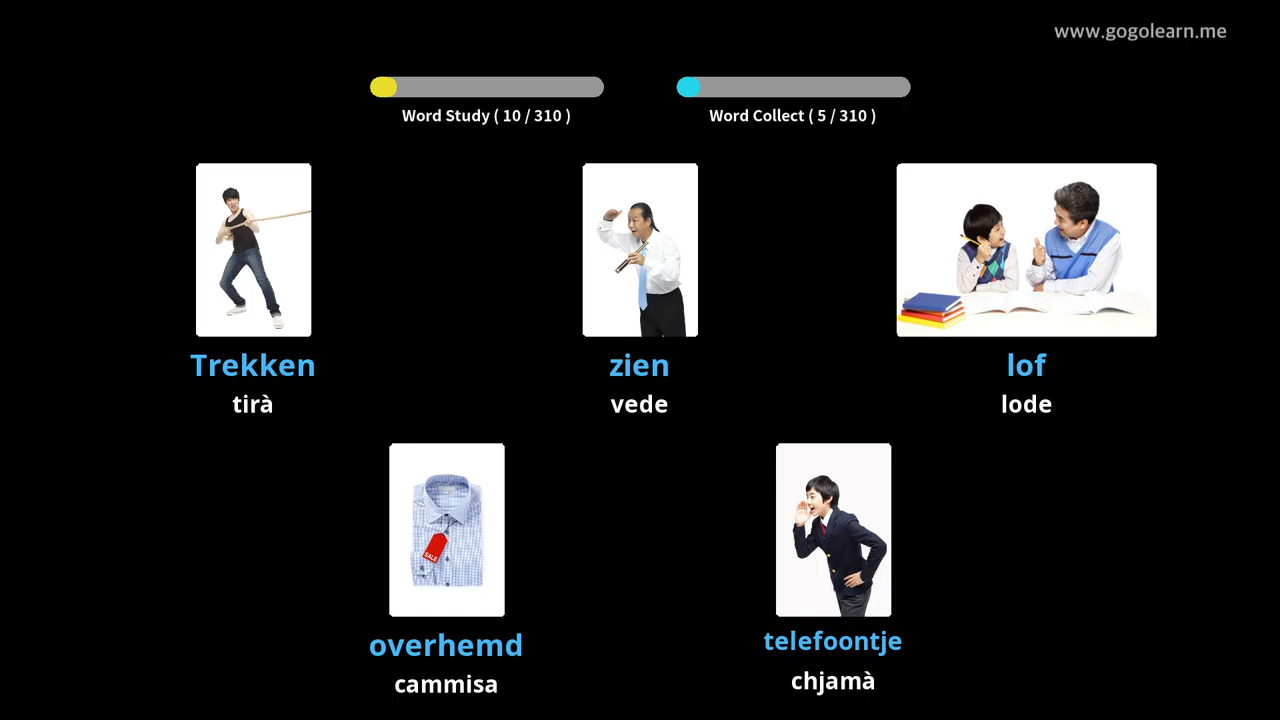 www.gogolearn.me
Word Study ( 10 / 310 )
Word Collect ( 5 / 310 )
Trekken
tirà
zien
vede
lof
lode
SALE
overhemd
cammisa
telefoontje
chjamà